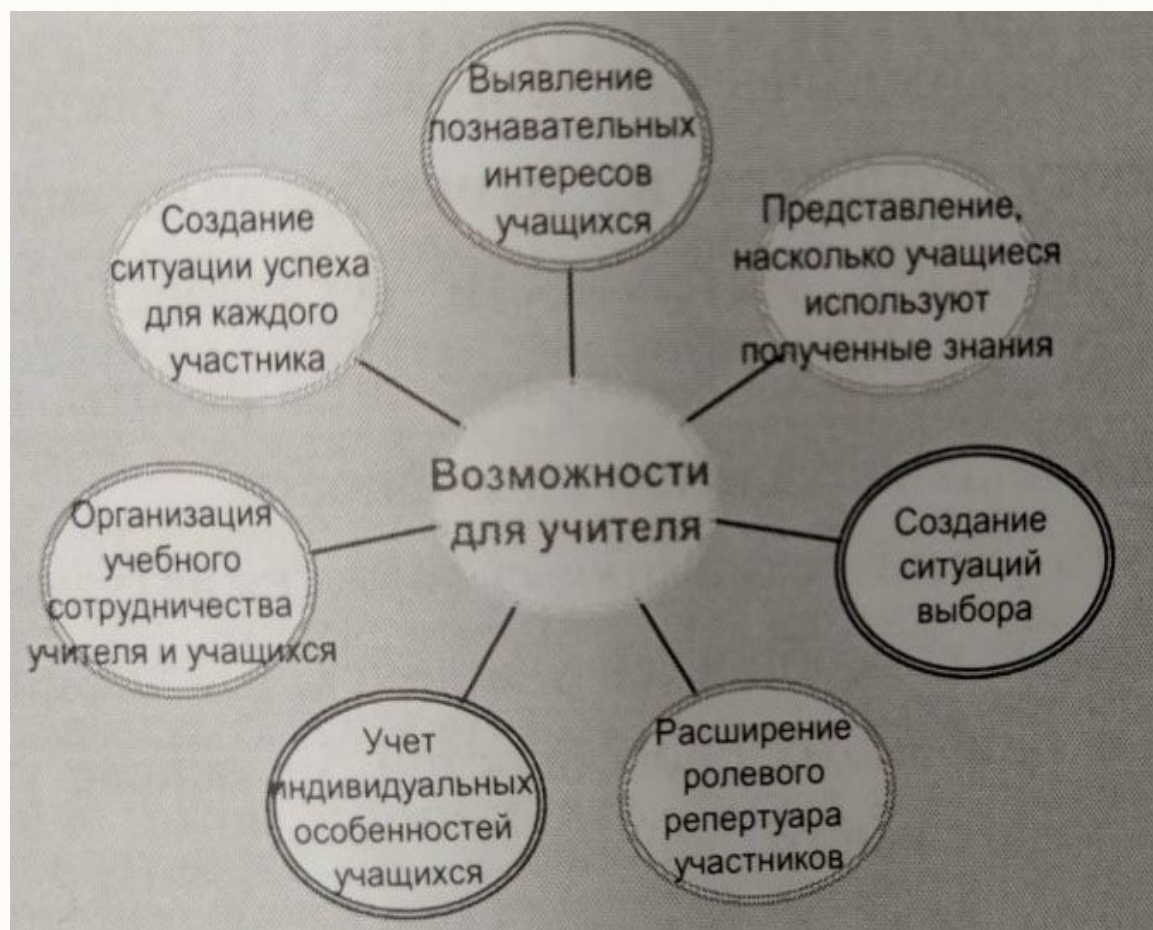 Выявление
познавательных
интересов
учащихся
Представление,
насколько учащиеся
используют
полученные знания
Создание
ситуации успеха
для каждого
участника
Возможности
для учителя
Создание
ситуаций
выбора
Организация
учебного
сотрудничества
учителя и учащихся
Расширение
ролевого
репертуара
участников
Учет
индивидуальных
особенностей
учащихся